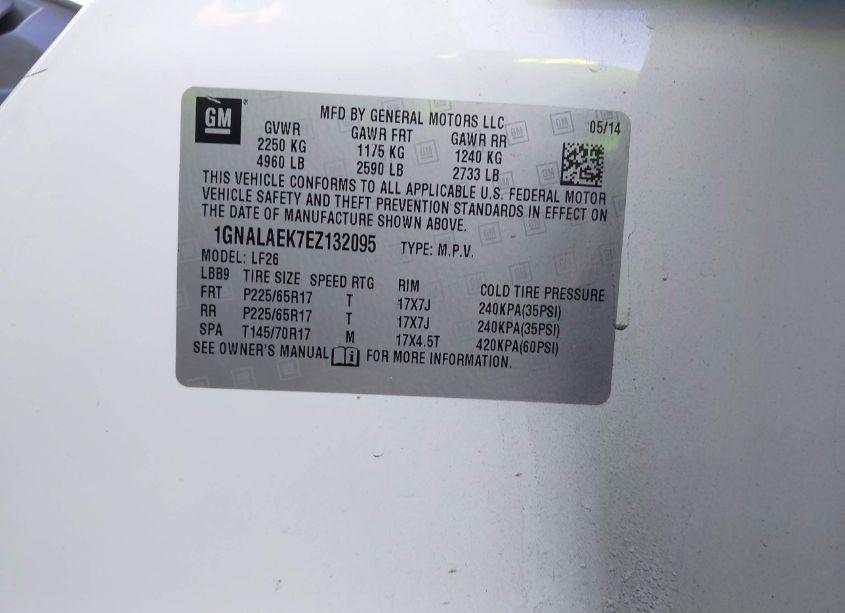 GM
MFD BY GENERAL MOTORS LLC
05/14
GVWR GAWR FRT GAWR RR
2250 KG 1175 KG 1240 KG
4960 LB 2590 LB 2733 LB
THIS VEHICLE CONFORMS TO ALL APPLICABLE U.S. FEDERAL MOTOR
VEHICLE SAFETY AND THEFT PREVENTION STANDARDS IN EFFECT ON
THE DATE OF MANUFACTURE SHOWN ABOVE.
1GNALAEK7EZ132095 TYPE: M.P.V.
MODEL: LF26
LBB9 TIRE SIZE SPEED RTG RIM COLD TIRE PRESSURE
FRT P225/65R17 T 17X7J 240KPA(35PSI)
RR P225/65R17 T 17X7J 240KPA(35PSI)
SPA T145/70R17 M 17X4.5T 420KPA(60PSI)
SEE OWNER'S MANUAL FOR MORE INFORMATION.